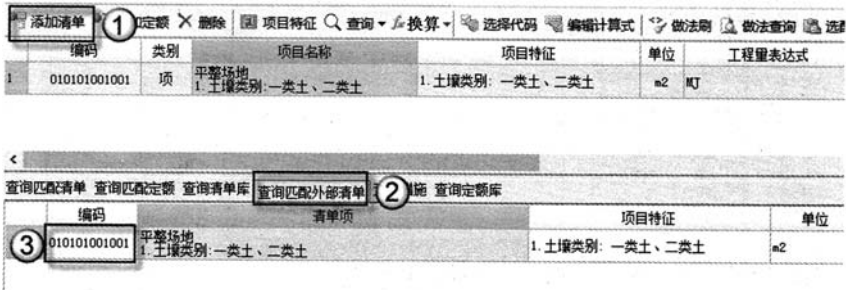 添加清单 ① 加定额 删除 项目特征 查询 换算 选择代码 编辑计算式 做法刷 做法查询 选
编码 类别 项目名称 项目特征 单位 工程量表达式
1 010101001001 项 平整场地 1.土壤类别:一类土、二类土 1.土壤类别: 一类土、二类土 m2 MJ
查询匹配清单 查询匹配定额 查询清单库 查询匹配外部清单 ② 施 查询定额库
编码 清单项 项目特征 单位
③ 010101001001 平整场地 1.土壤类别:一类土、二类土 1.土壤类别: 一类土、二类土 m2